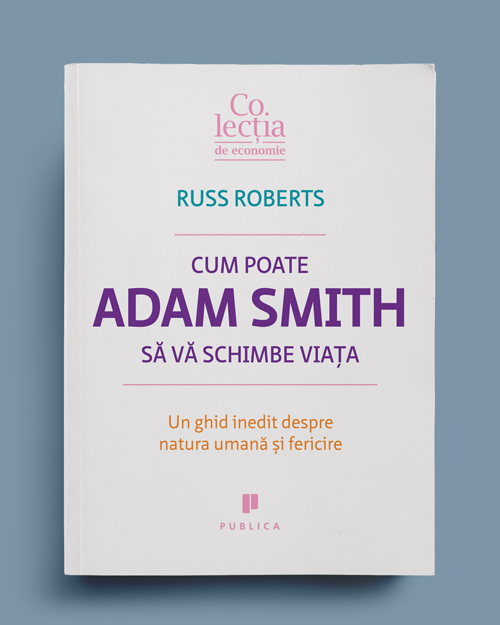 Co.
lecția
de economie
RUSS ROBERTS
CUM POATE
ADAM SMITH
SĂ VĂ SCHIMBE VIAȚA
Un ghid inedit despre
natura umană și fericire
PUBLICA